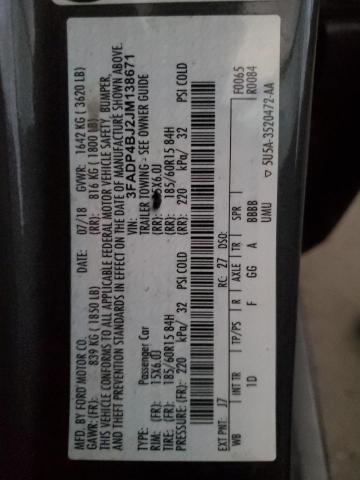 MFD. BY FORD MOTOR CO.
DATE: 07/18 GVWR: 1642 KG ( 3620 LB)
GAWR: (FR): 839 KG (1850 LB) (RR): 816 KG (1800 LB)
THIS VEHICLE CONFORMS TO ALL APPLICABLE FEDERAL MOTOR VEHICLE SAFETY, BUMPER,
AND THEFT PREVENTION STANDARDS IN EFFECT ON THE DATE OF MANUFACTURE SHOWN ABOVE.
VIN: 3FADP4BJ2JM138671
TYPE: Passenger Car TRAILER TOWING - SEE OWNER GUIDE
RIM: (FR): 15X6.0J (RR): 5X6.0J
TIRE: (FR): 185/60R15 84H (RR): 185/60R15 84H
PRESSURE: (FR): 220 kPa/ 32 PSI COLD (RR): 220 kPa/ 32 PSI COLD
EXT PNT: J7 RC: 27 DSO: F0065
R0084
WB INT TR TP/PS R AXLE TR SPR
1D F GG A BBBB
UMU
▽ 5U5A-3520472-AA